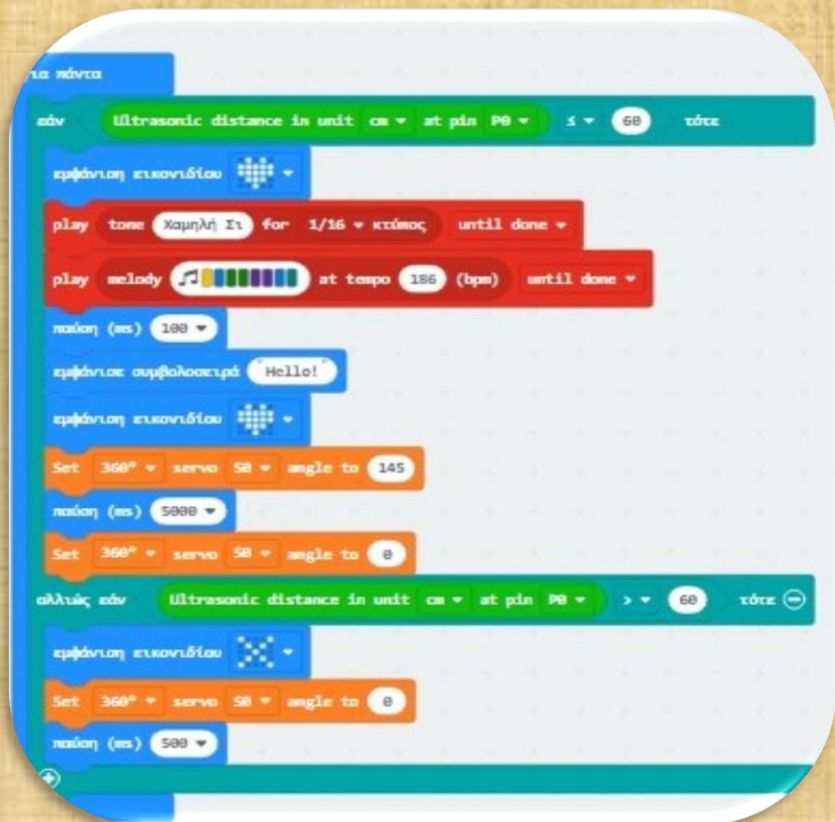 για πάντα
εάν Ultrasonic distance in unit cm at pin P0 ≤ 60 τότε
εμφάνιση εικονιδίου
play tone Χαμηλή Σι for 1/16 κτύπος until done
play melody at tempo 186 (bpm) until done
παύση (ms) 100
εμφάνισε συμβολοσειρά "Hello!"
εμφάνιση εικονιδίου
Set 360° servo S0 angle to 145
παύση (ms) 5000
Set 360° servo S0 angle to 0
αλλιώς εάν Ultrasonic distance in unit cm at pin P0 > 60 τότε
εμφάνιση εικονιδίου
Set 360° servo S0 angle to 0
παύση (ms) 500